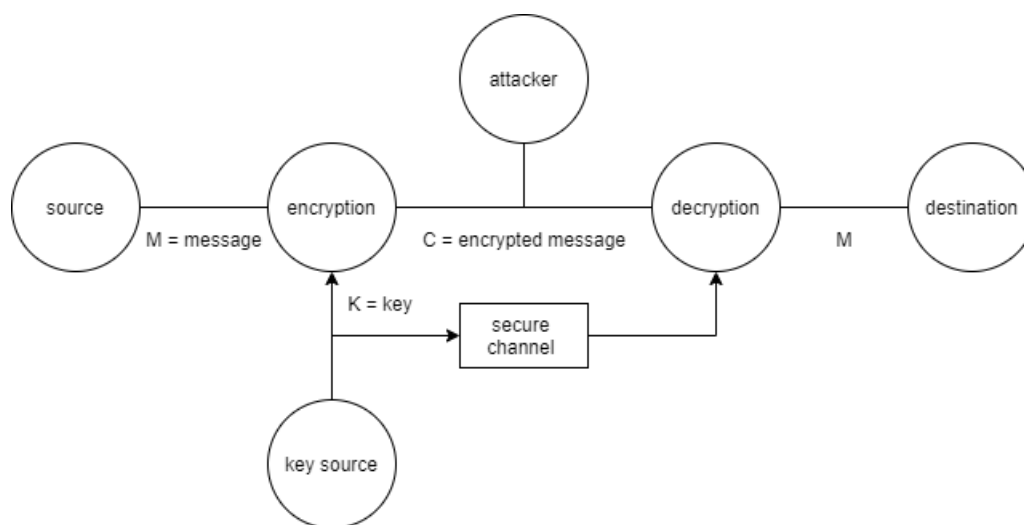 attacker
source
encryption
decryption
destination
M = message
C = encrypted message
M
K = key
secure
channel
key source